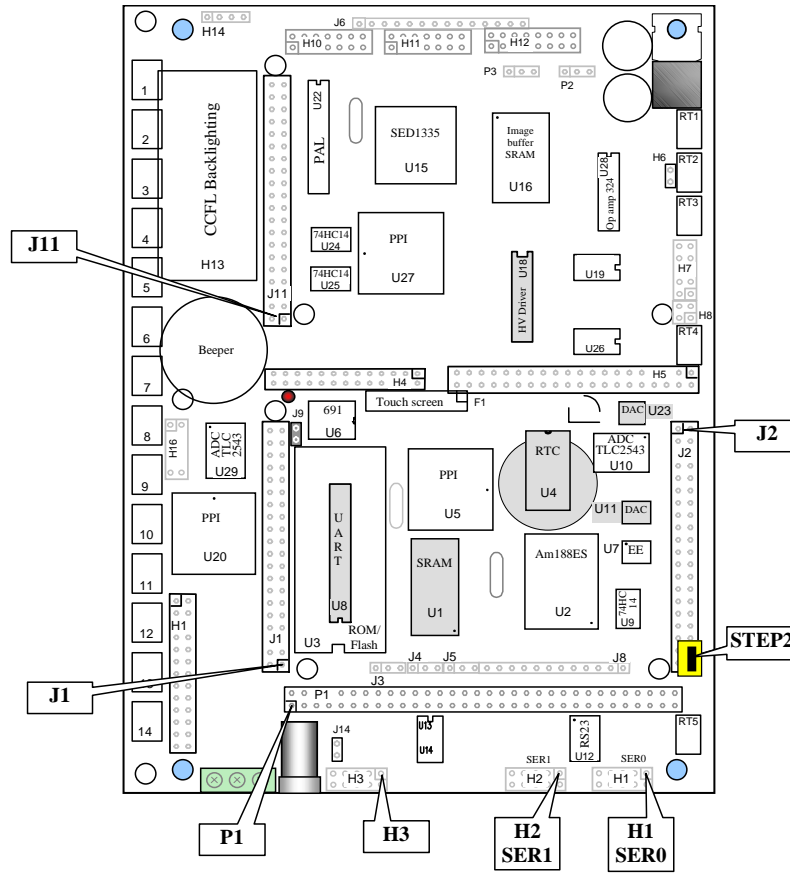 J6
H14
H10
H11
H12
P3
P2
1
2
3
4
5
6
7
8
9
10
11
12
14
CCFL Backlighting
H13
U22
PAL
SED1335
U15
Image
buffer
SRAM
U16
U28
Op amp 324
H6
RT1
RT2
RT3
74HC14
U24
74HC14
U25
PPI
U27
U18
HV Driver
U19
U26
H7
H8
RT4
J11
J11
Beeper
H4
H5
Touch screen
F1
J9
691
U6
DAC
U23
J2
J2
H16
ADC
TLC
2543
U29
PPI
U20
UART
U8
U3
ROM/
Flash
PPI
U5
RTC
U4
ADC
TLC2543
U10
U11
DAC
SRAM
U1
Am188ES
U2
U7
EE
74HC
14
U9
H1
J1
J1
STEP2
J4
J5
J8
J3
P1
J14
U13
U14
RS23
U12
RT5
SER1
SER0
H3
H2
H1
P1
H3
H2
SER1
H1
SER0